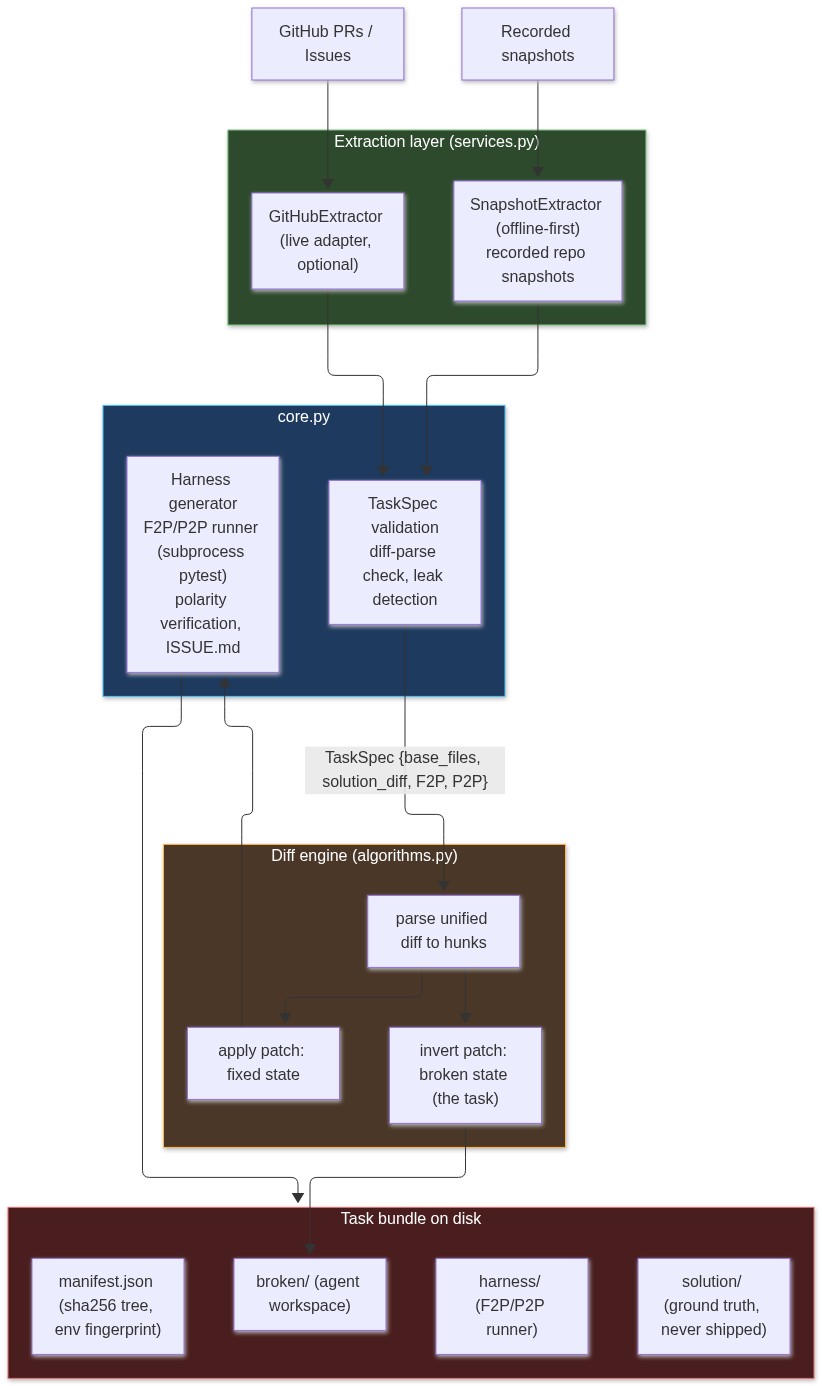 GitHub PRs /
Issues
Recorded
snapshots
Extraction layer (services.py)
GitHubExtractor
(live adapter,
optional)
SnapshotExtractor
(offline-first)
recorded repo
snapshots
core.py
Harness
generator
F2P/P2P runner
(subprocess
pytest)
polarity
verification,
ISSUE.md
TaskSpec
validation
diff-parse
check, leak
detection
TaskSpec {base_files,
solution_diff, F2P, P2P}
Diff engine (algorithms.py)
parse unified
diff to hunks
apply patch:
fixed state
invert patch:
broken state
(the task)
Task bundle on disk
manifest.json
(sha256 tree,
env fingerprint)
broken/ (agent
workspace)
harness/
(F2P/P2P
runner)
solution/
(ground truth,
never shipped)